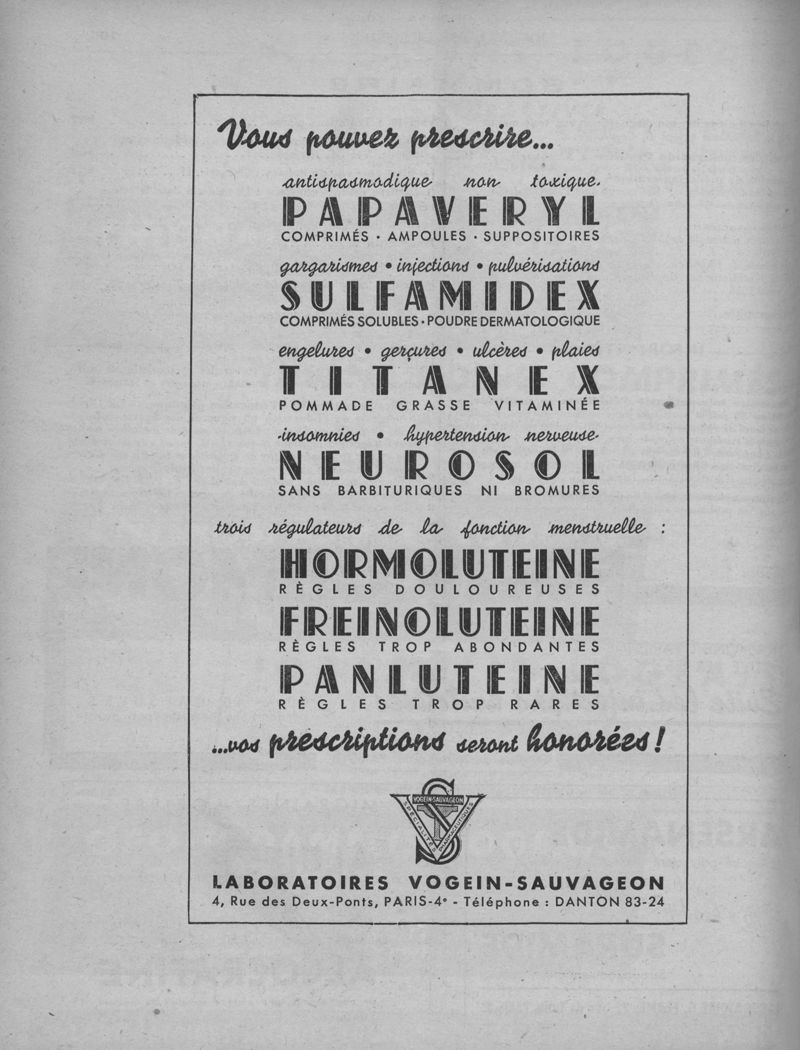 Vous pouvez prescrire...
antispasmodique non toxique.
PAPAVERYL
COMPRIMÉS · AMPOULES · SUPPOSITOIRES
gargarismes • injections • pulvérisations
SULFAMIDEX
COMPRIMÉS SOLUBLES · POUDRE DERMATOLOGIQUE
engelures • gerçures • ulcères • plaies
TITANEX
POMMADE GRASSE VITAMINÉE
insomnies • hypertension nerveuse
NEUROSOL
SANS BARBITURIQUES NI BROMURES
trois régulateurs de la fonction menstruelle :
HORMOLUTEINE
RÈGLES DOULOUREUSES
FREINOLUTEINE
RÈGLES TROP ABONDANTES
PANLUTEINE
RÈGLES TROP RARES
...vos prescriptions seront honorées !
VOGEIN-SAUVAGEON
SPÉCIALITÉS PHARMACEUTIQUES
LABORATOIRES VOGEIN-SAUVAGEON
4, Rue des Deux-Ponts, PARIS-4e - Téléphone : DANTON 83-24